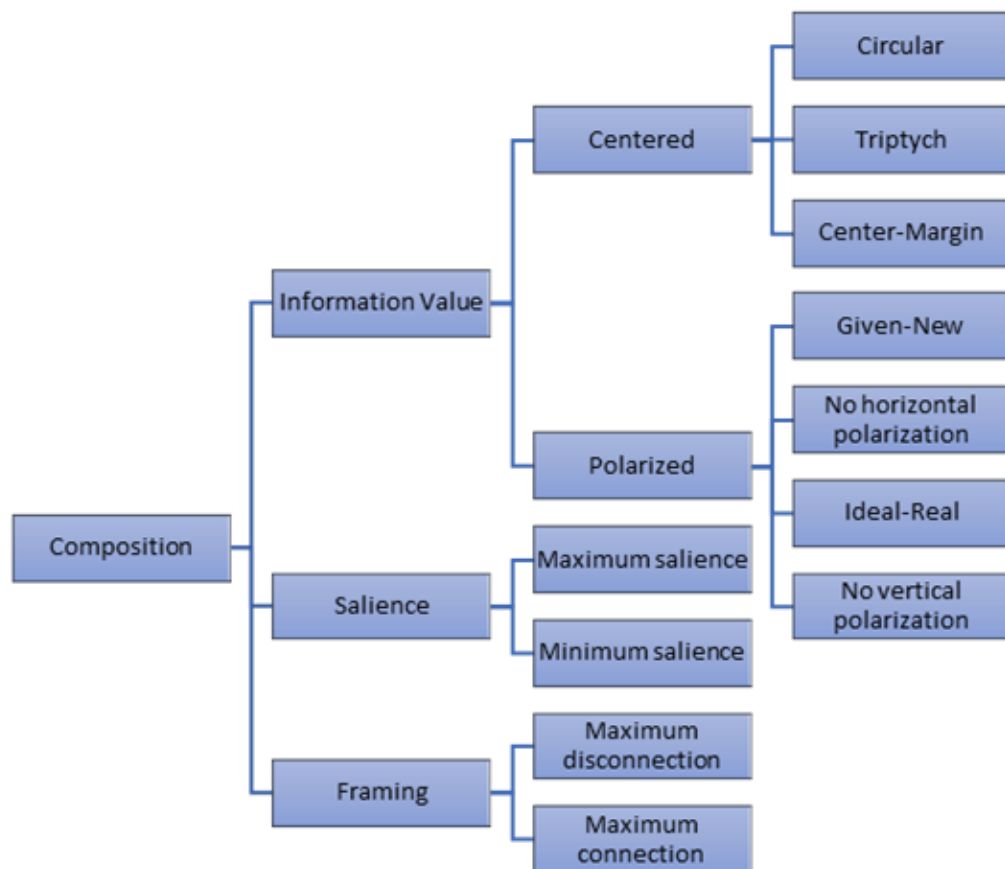 Circular
Centered
Triptych
Center-Margin
Information Value
Given-New
No horizontal
polarization
Polarized
Ideal-Real
No vertical
polarization
Composition
Maximum salience
Salience
Minimum salience
Maximum
disconnection
Framing
Maximum
connection